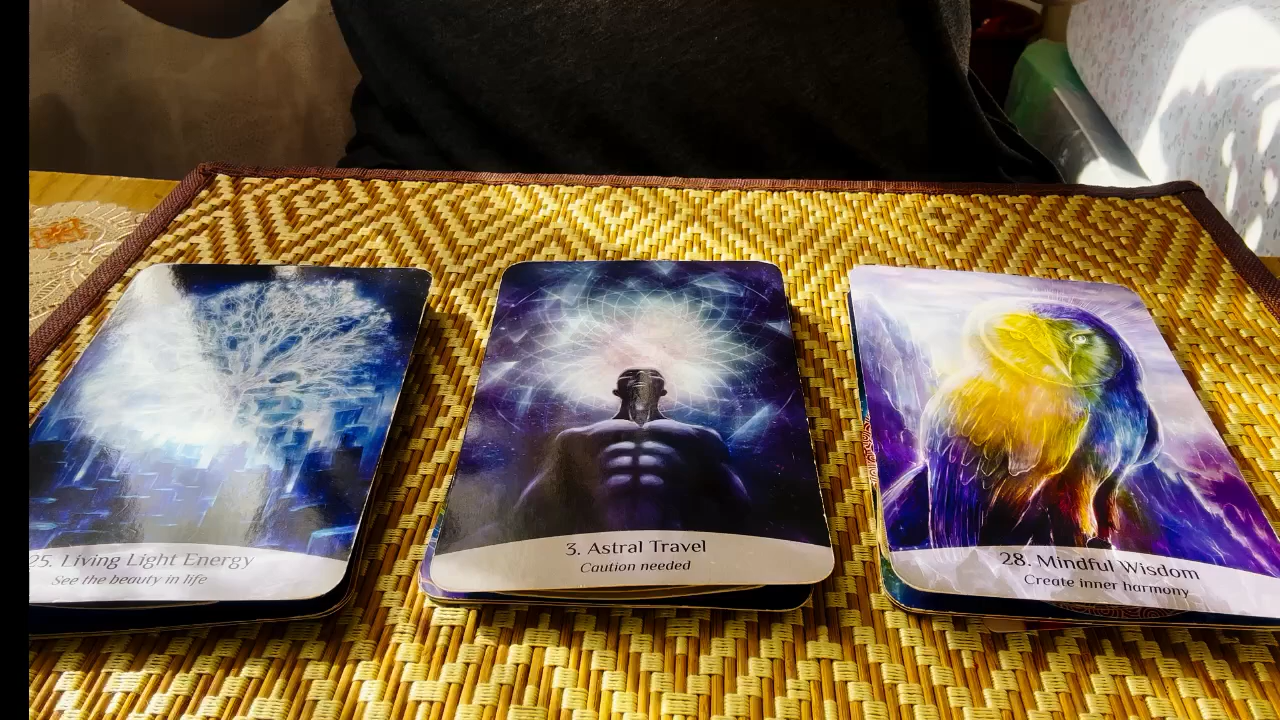 25. Living Light Energy
See the beauty in life
3. Astral Travel
Caution needed
28. Mindful Wisdom
Create inner harmony